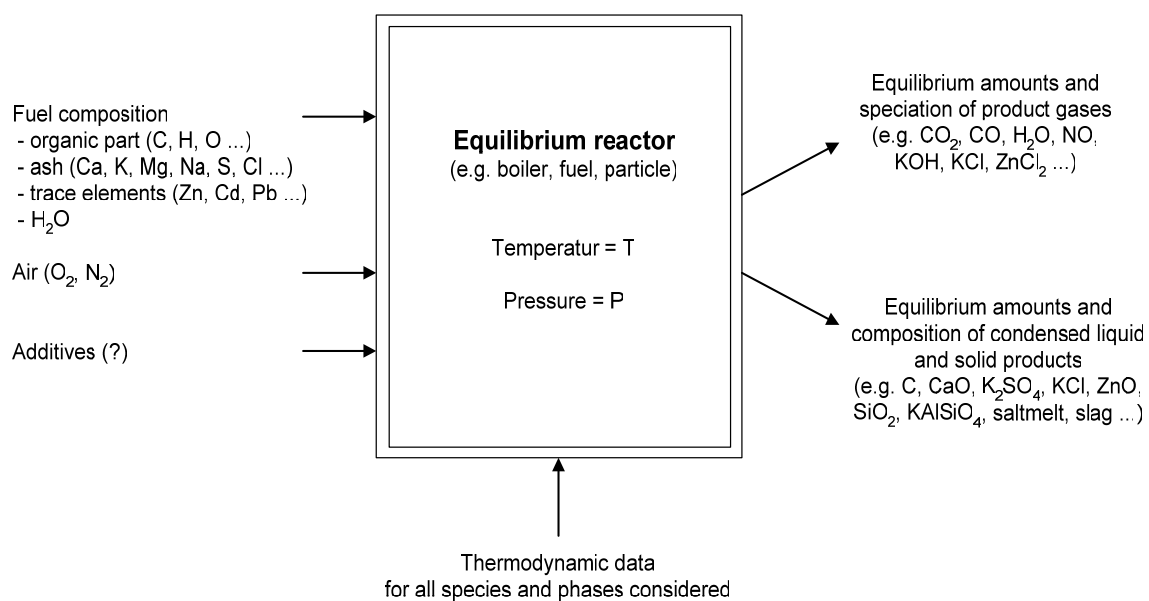 Fuel composition
- organic part (C, H, O ...)
- ash (Ca, K, Mg, Na, S, Cl ...)
- trace elements (Zn, Cd, Pb ...)
- H₂O
Air (O₂, N₂)
Additives (?)
Equilibrium reactor
(e.g. boiler, fuel, particle)
Temperatur = T
Pressure = P
Equilibrium amounts and
speciation of product gases
(e.g. CO₂, CO, H₂O, NO,
KOH, KCl, ZnCl₂ ...)
Equilibrium amounts and
composition of condensed liquid
and solid products
(e.g. C, CaO, K₂SO₄, KCl, ZnO,
SiO₂, KAlSiO₄, saltmelt, slag ...)
Thermodynamic data
for all species and phases considered